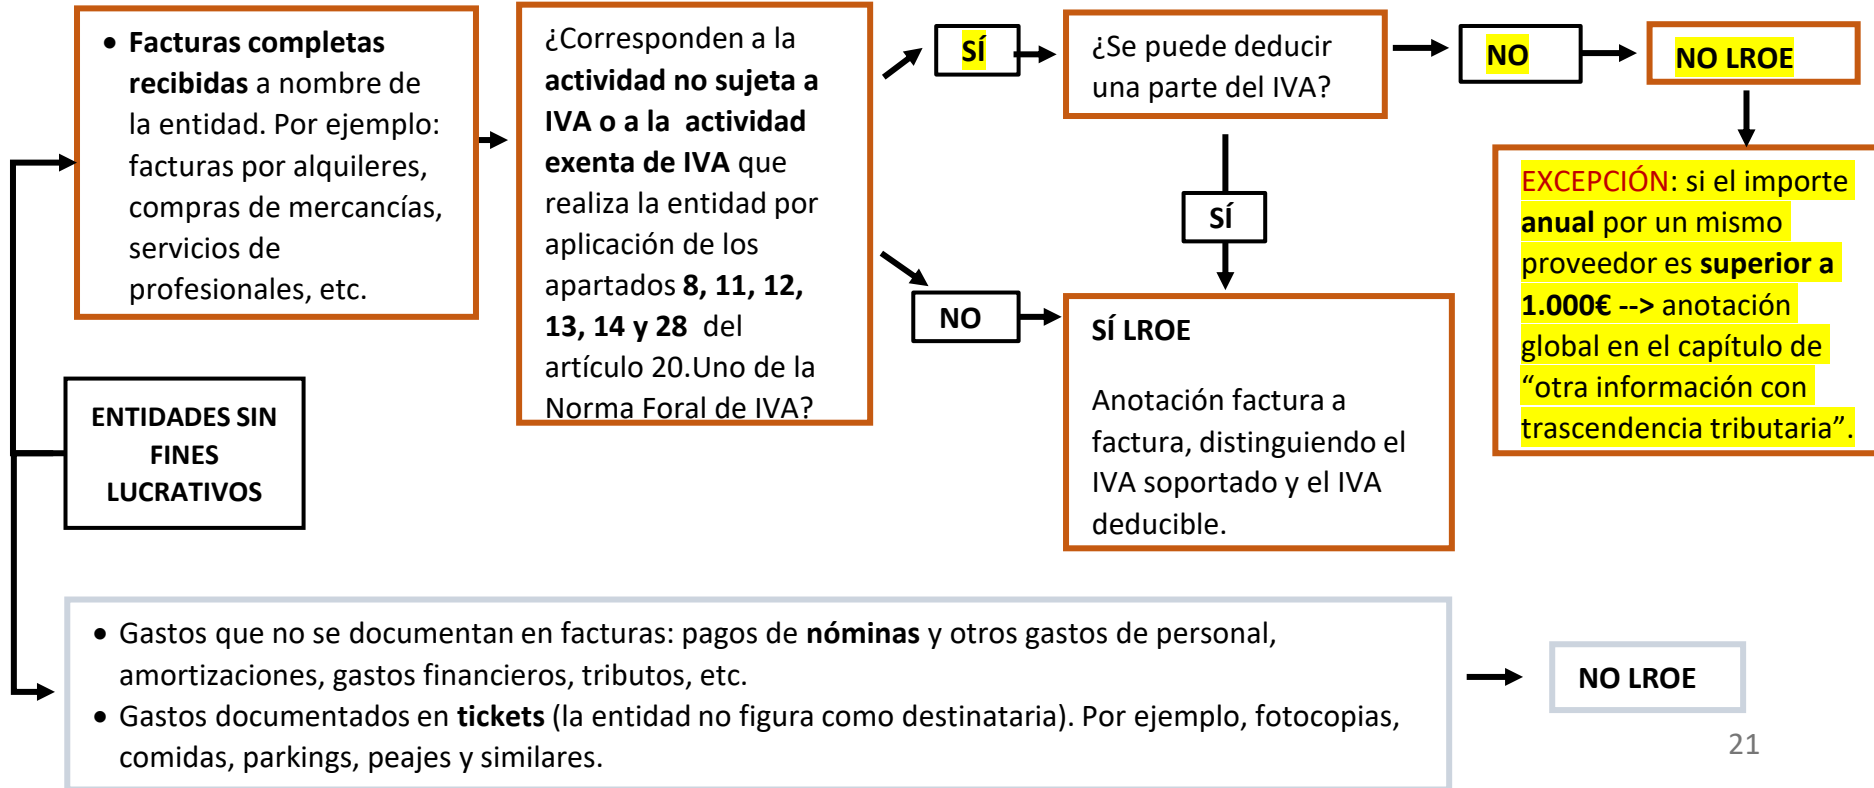 • Facturas completas
recibidas a nombre de
la entidad. Por ejemplo:
facturas por alquileres,
compras de mercancías,
servicios de
profesionales, etc.
¿Corresponden a la
actividad no sujeta a
IVA o a la actividad
exenta de IVA que
realiza la entidad por
aplicación de los
apartados 8, 11, 12,
13, 14 y 28 del
artículo 20.Uno de la
Norma Foral de IVA?
SÍ
¿Se puede deducir
una parte del IVA?
NO
NO LROE
EXCEPCIÓN: si el importe
anual por un mismo
proveedor es superior a
1.000€ --> anotación
global en el capítulo de
“otra información con
trascendencia tributaria”.
SÍ
NO
SÍ LROE
Anotación factura a
factura, distinguiendo el
IVA soportado y el IVA
deducible.
ENTIDADES SIN
FINES
LUCRATIVOS
• Gastos que no se documentan en facturas: pagos de nóminas y otros gastos de personal,
amortizaciones, gastos financieros, tributos, etc.
• Gastos documentados en tickets (la entidad no figura como destinataria). Por ejemplo, fotocopias,
comidas, parkings, peajes y similares.
NO LROE
21